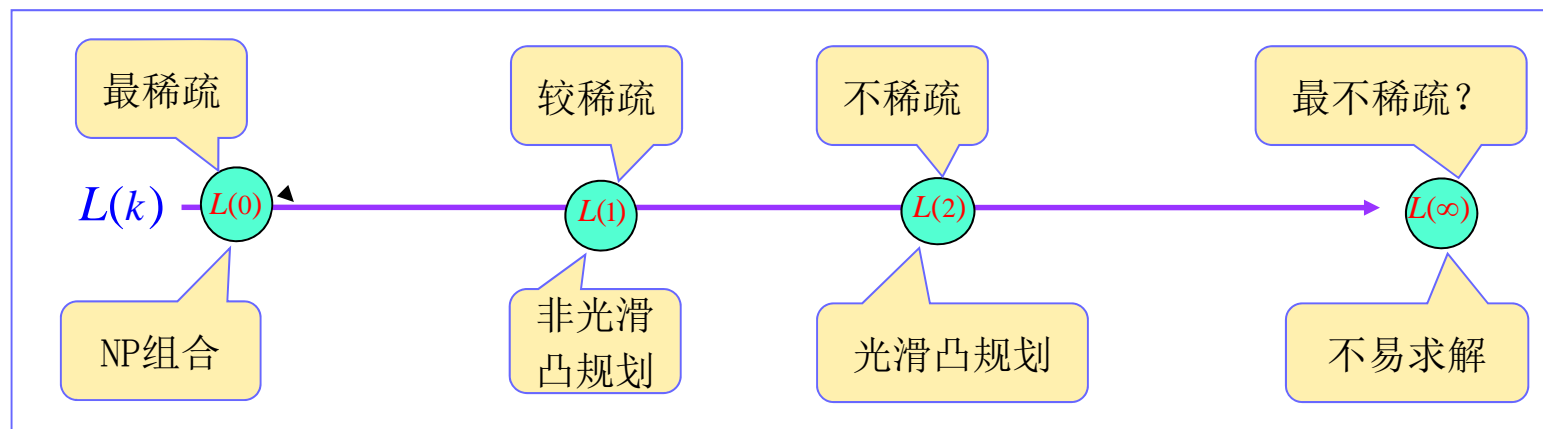 最稀疏
较稀疏
不稀疏
最不稀疏?
L(k)
L(0)
L(1)
L(2)
L(∞)
NP组合
非光滑
凸规划
光滑凸规划
不易求解